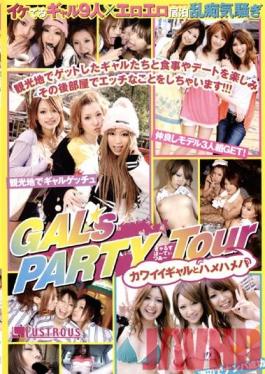 イケイケギャル9人×エロエロ宿泊乱痴気騒ぎ
観光地でゲットしたギャルたちと食事やデートを楽しみ
その後部屋でエッチなことをしちゃいます!!!
仲良しモデル3人組GET!
観光地でギャルゲッチュ
GAL's
PARTY Tour
カワイイギャルとハメハメ
LUSTROUS